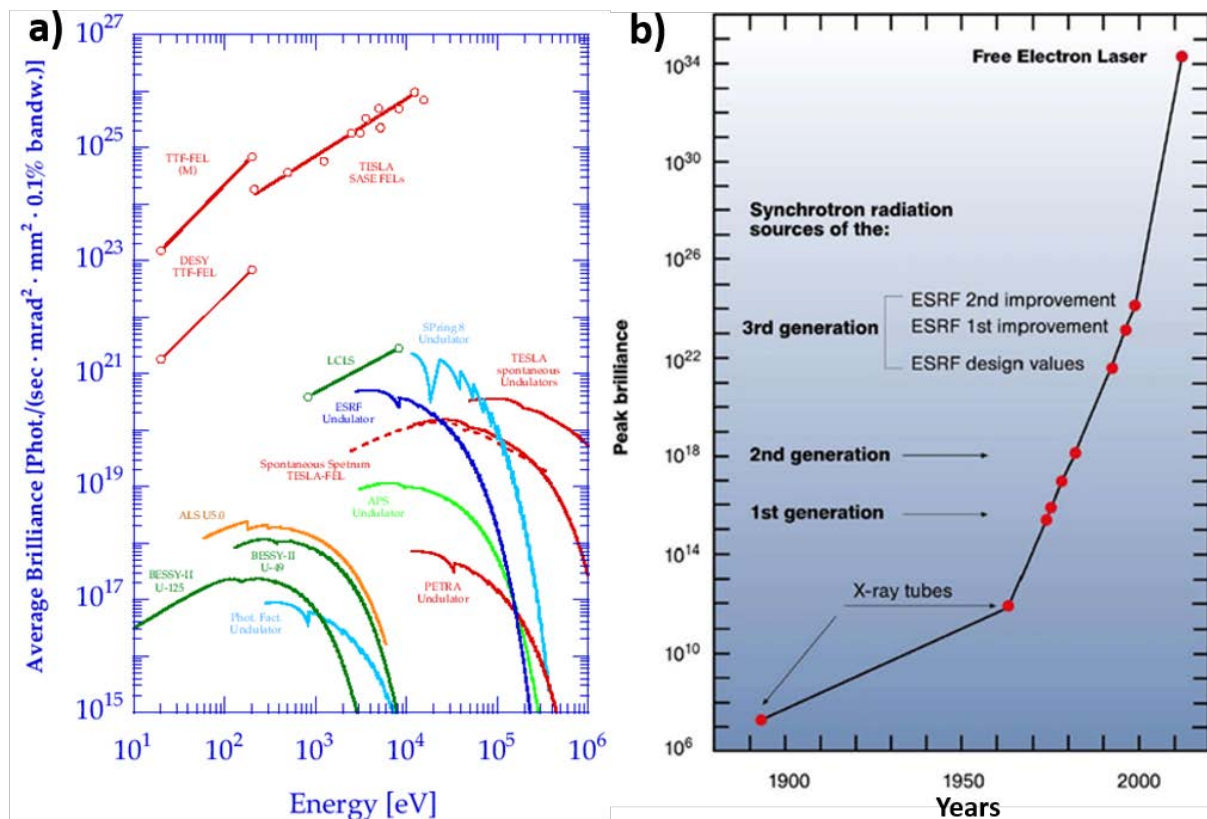 a)
10^27
10^25
10^23
10^21
10^19
10^17
10^15
Average Brilliance [Phot./(sec · mrad² · mm² · 0.1% bandw.)]
TTF-FEL
(M)
TESLA
SASE FELs
DESY
TTF-FEL
SPring 8
Undulator
LCLS
TESLA
spontaneous
Undulators
ESRF
Undulator
Spontaneous Spetrum
TESLA-FEL
APS
Undulator
ALS U5.0
BESSY-II
U-49
BESSY-II
U-125
PETRA
Undulator
Phot. Fact.
Undulator
10^1
10^2
10^3
10^4
10^5
10^6
Energy [eV]
b)
10^34
10^30
10^26
10^22
10^18
10^14
10^10
10^6
Peak brilliance
Free Electron Laser
Synchrotron radiation
sources of the:
3rd generation
ESRF 2nd improvement
ESRF 1st improvement
ESRF design values
2nd generation
1st generation
X-ray tubes
1900
1950
2000
Years